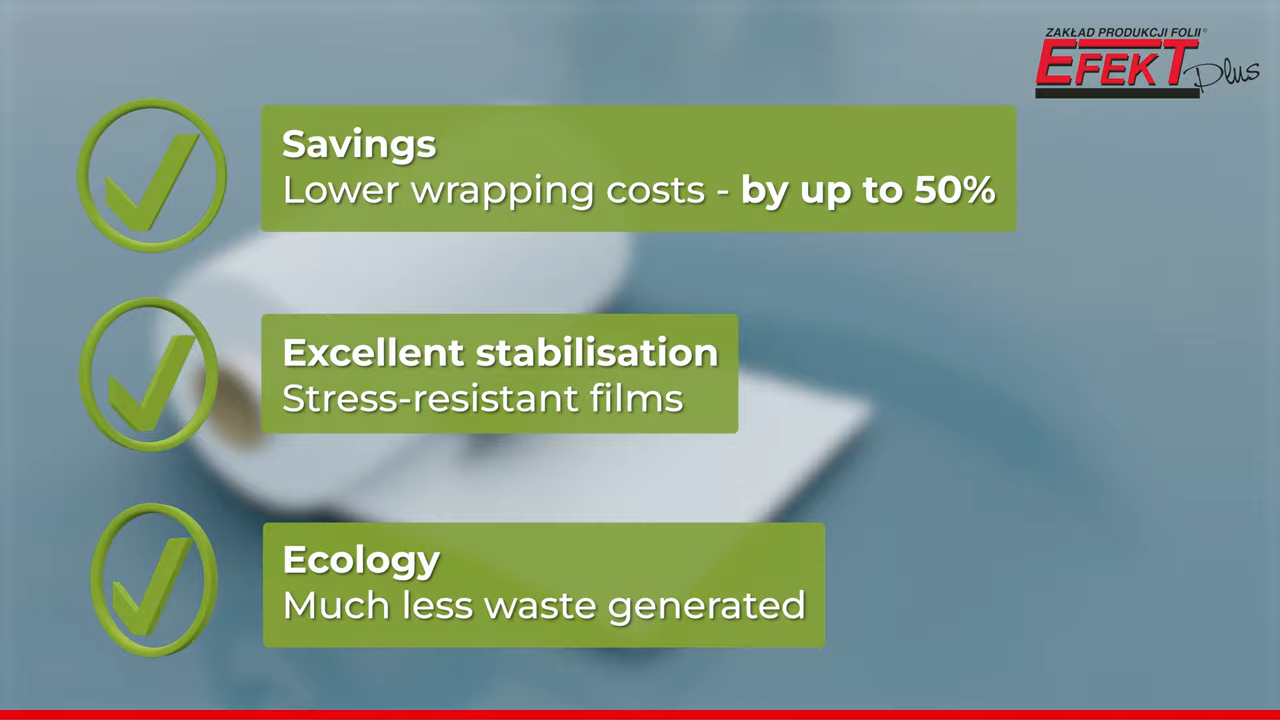 ZAKŁAD PRODUKCJI FOLII®
EFEKT Plus
Savings
Lower wrapping costs - by up to 50%
Excellent stabilisation
Stress-resistant films
Ecology
Much less waste generated